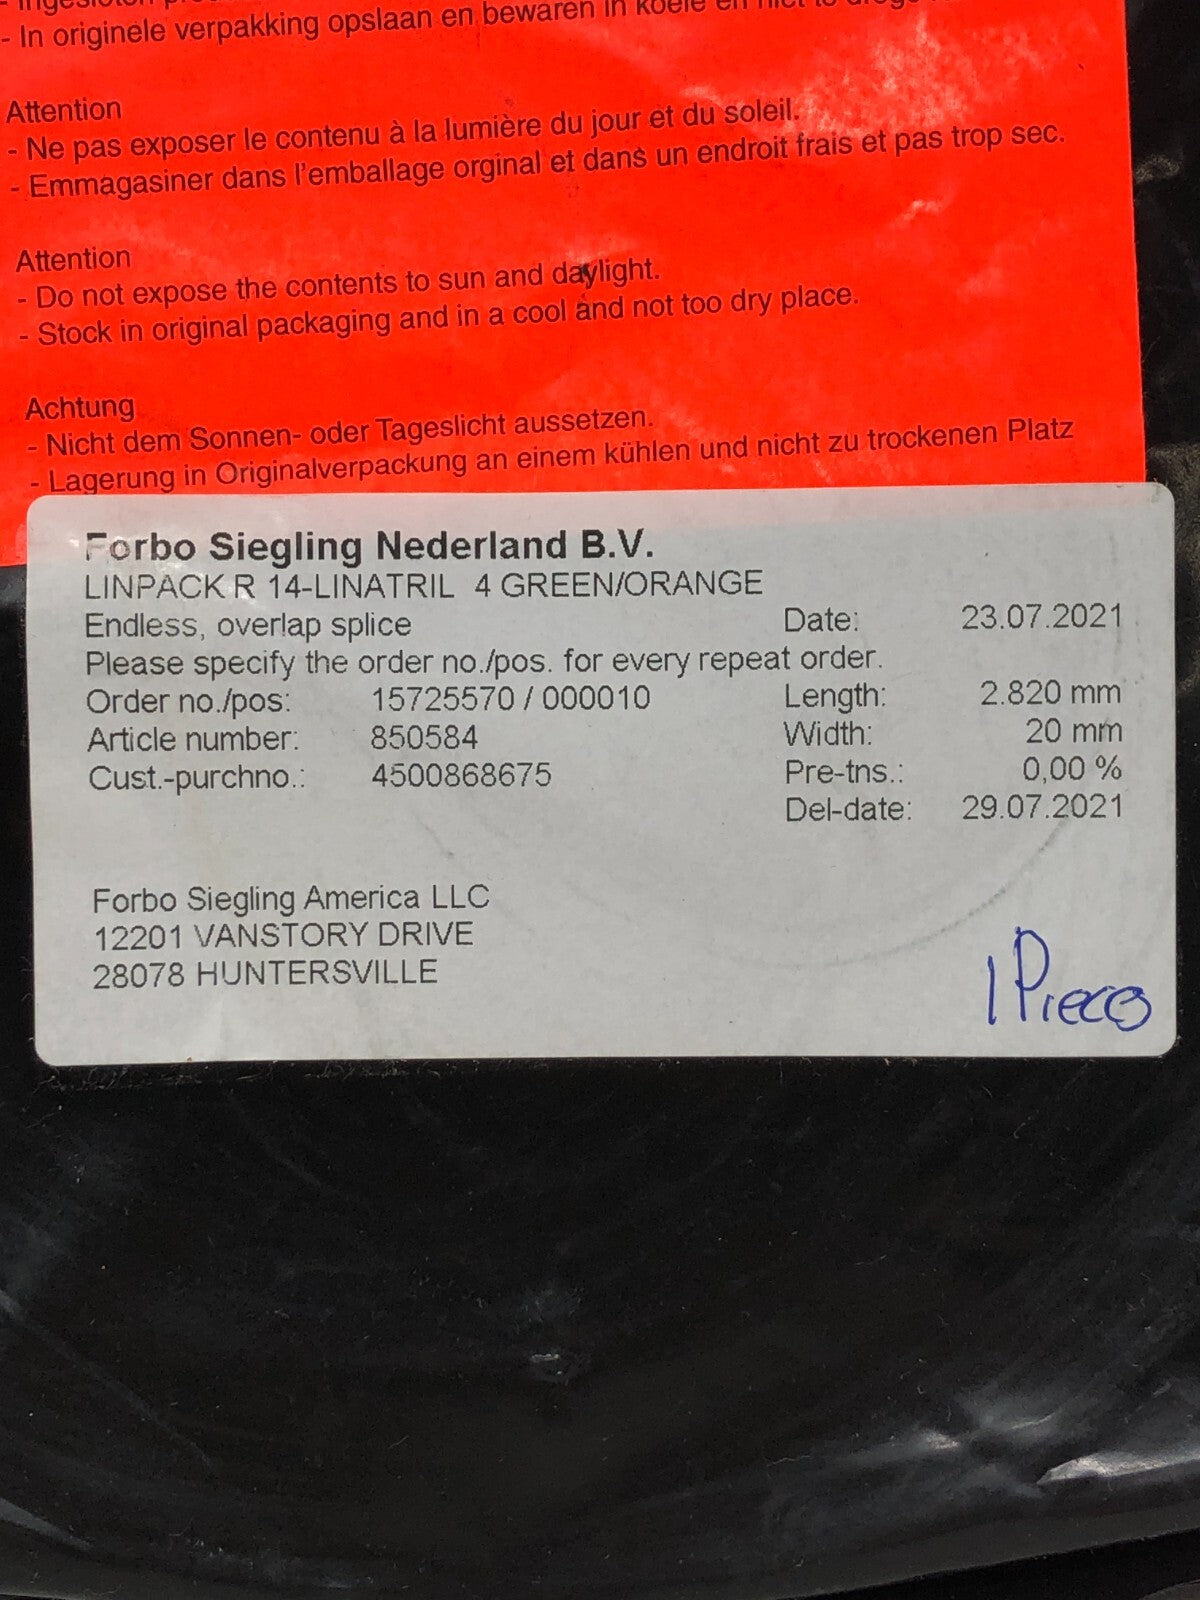 - In originele verpakking opslaan en bewaren in koele en niet te
Attention
- Ne pas exposer le contenu à la lumière du jour et du soleil.
- Emmagasiner dans l'emballage orginal et dans un endroit frais et pas trop sec.
Attention
- Do not expose the contents to sun and daylight.
- Stock in original packaging and in a cool and not too dry place.
Achtung
- Nicht dem Sonnen- oder Tageslicht aussetzen.
- Lagerung in Originalverpackung an einem kühlen und nicht zu trockenen Platz
Forbo Siegling Nederland B.V.
LINPACK R 14-LINATRIL 4 GREEN/ORANGE
Endless, overlap splice Date: 23.07.2021
Please specify the order no./pos. for every repeat order.
Order no./pos: 15725570 / 000010 Length: 2.820 mm
Article number: 850584 Width: 20 mm
Cust.-purchno.: 4500868675 Pre-tns.: 0,00 %
Del-date: 29.07.2021
Forbo Siegling America LLC
12201 VANSTORY DRIVE
28078 HUNTERSVILLE
1 Piece